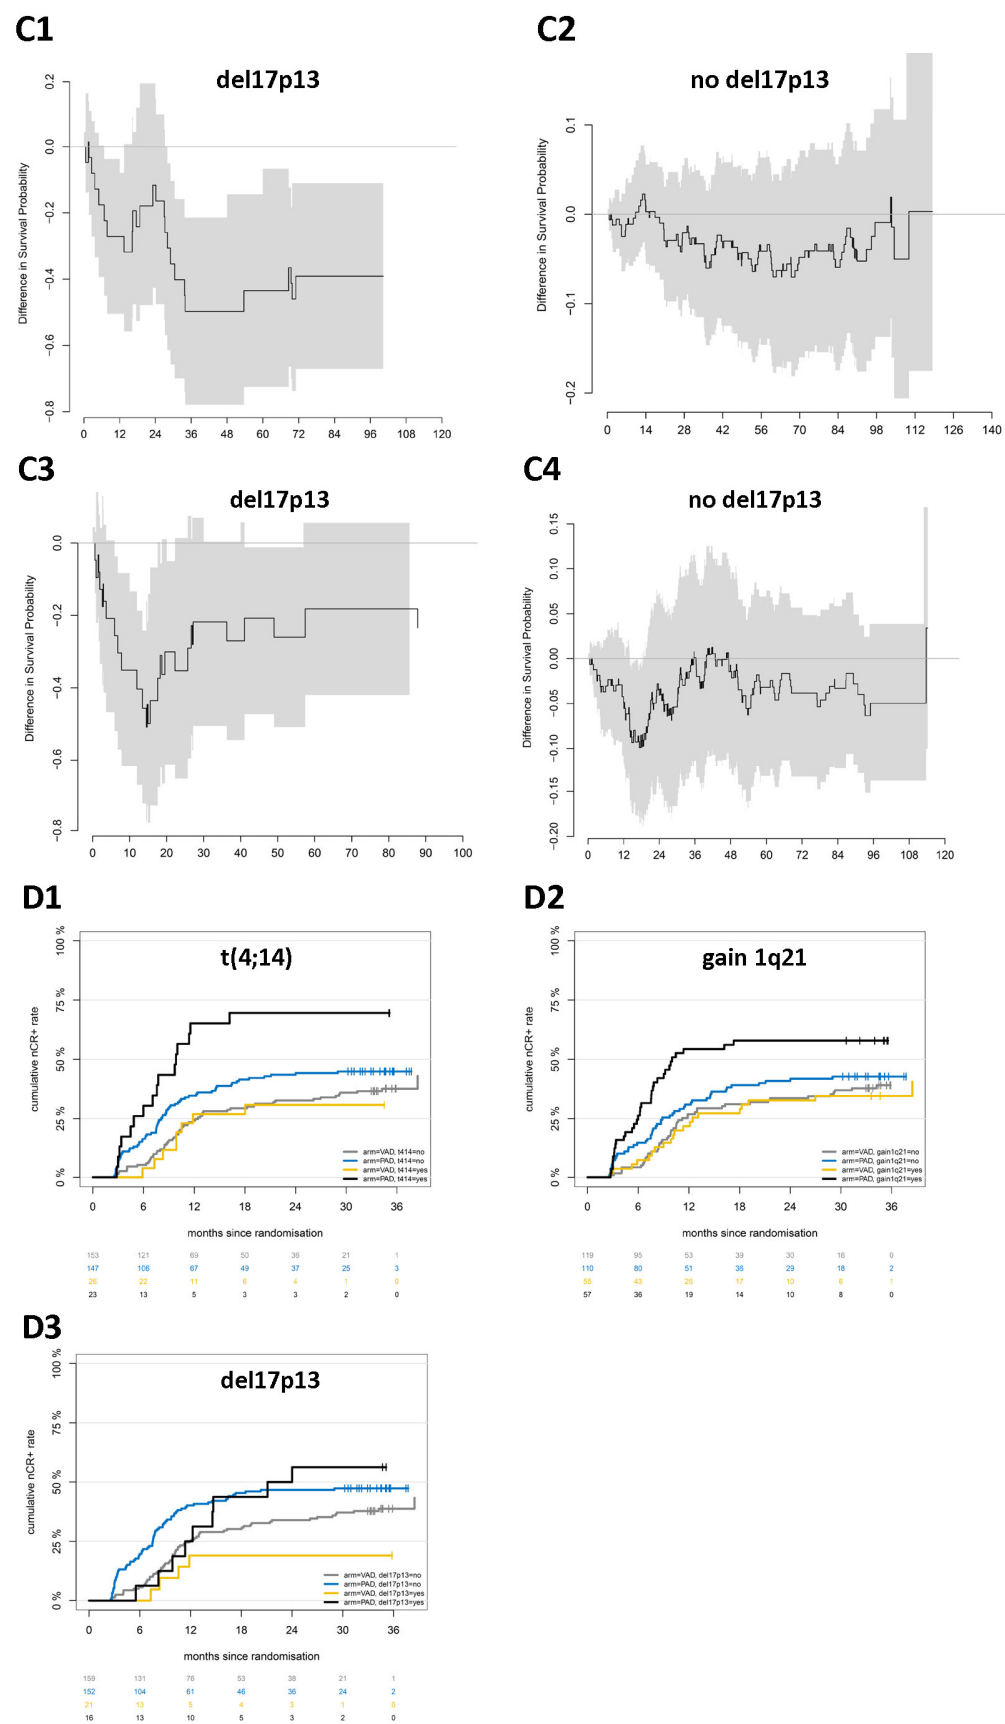 C1
del17p13
Difference in Survival Probability
0.2
0.0
−0.2
−0.4
−0.6
−0.8
0 12 24 36 48 60 72 84 96 108 120
C2
no del17p13
Difference in Survival Probability
0.1
0.0
−0.1
−0.2
0 14 28 42 56 70 84 98 112 126 140
C3
del17p13
Difference in Survival Probability
0.0
−0.2
−0.4
−0.6
−0.8
0 10 20 30 40 50 60 70 80 90 100
C4
no del17p13
Difference in Survival Probability
0.15
0.10
0.05
0.00
−0.05
−0.10
−0.15
−0.20
0 12 24 36 48 60 72 84 96 108 120
D1
t(4;14)
cumulative nCR+ rate
100 %
75 %
50 %
25 %
0 %
arm=VAD, t414=no
arm=PAD, t414=no
arm=VAD, t414=yes
arm=PAD, t414=yes
0 6 12 18 24 30 36
months since randomisation
153 121 69 50 38 21 1
147 106 67 49 37 25 3
26 22 11 6 4 1 0
23 13 5 3 3 2 0
D2
gain 1q21
cumulative nCR+ rate
100 %
75 %
50 %
25 %
0 %
arm=VAD, gain1q21=no
arm=PAD, gain1q21=no
arm=VAD, gain1q21=yes
arm=PAD, gain1q21=yes
0 6 12 18 24 30 36
months since randomisation
119 95 53 39 30 16 0
110 80 51 38 29 18 2
55 43 26 17 10 6 1
57 36 19 14 10 8 0
D3
del17p13
cumulative nCR+ rate
100 %
75 %
50 %
25 %
0 %
arm=VAD, del17p13=no
arm=PAD, del17p13=no
arm=VAD, del17p13=yes
arm=PAD, del17p13=yes
0 6 12 18 24 30 36
months since randomisation
159 131 76 53 38 21 1
152 104 61 46 36 24 2
21 13 5 4 3 1 0
16 13 10 5 3 2 0